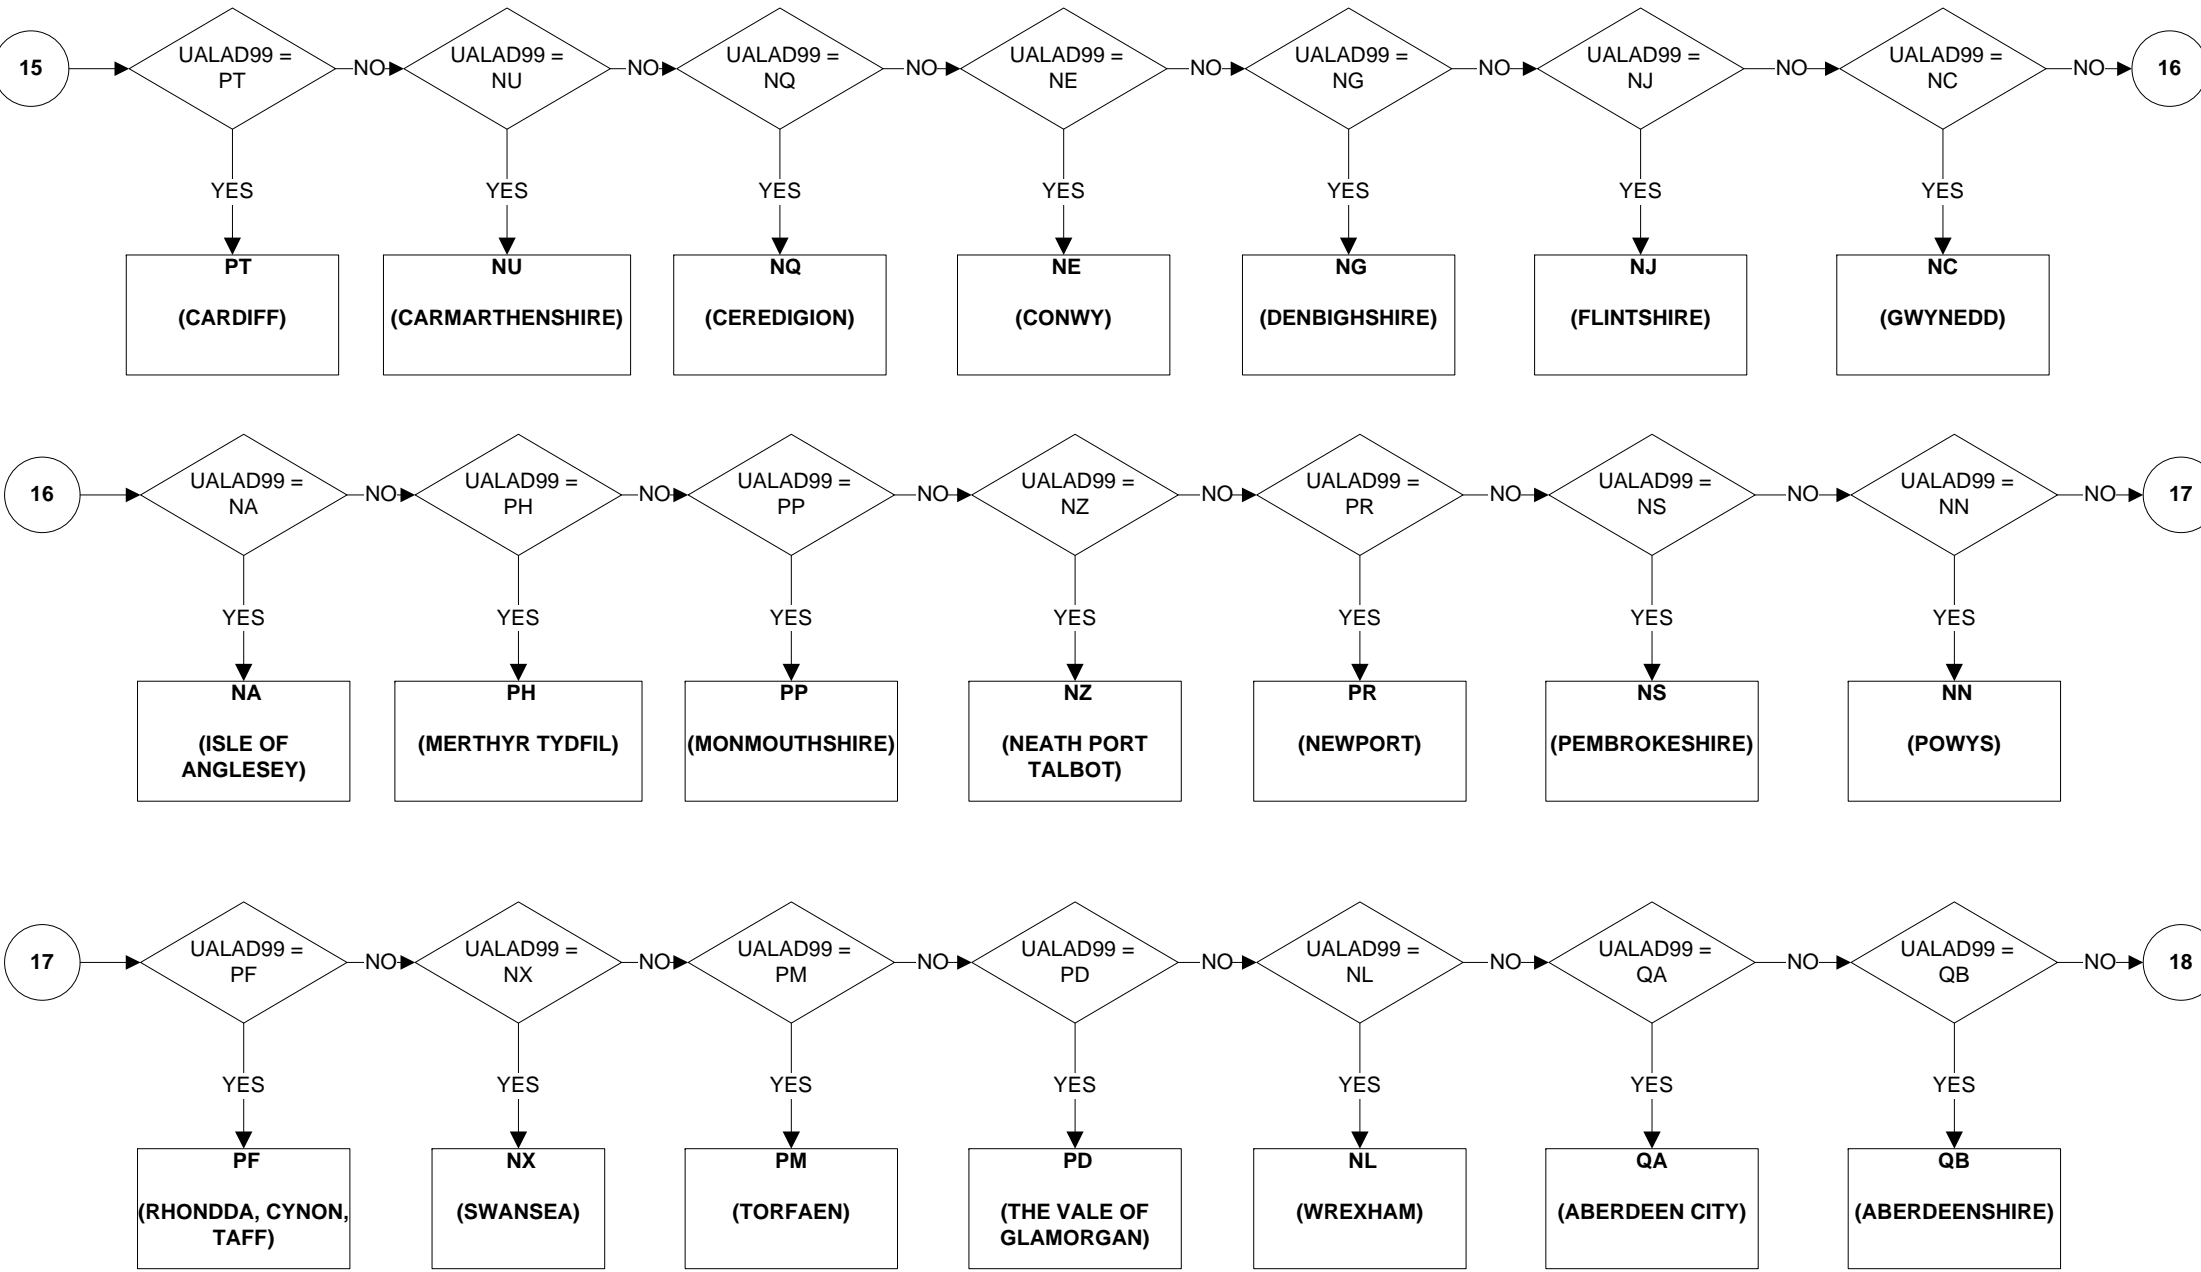 15
UALAD99 =
PT
NO
UALAD99 =
NU
NO
UALAD99 =
NQ
NO
UALAD99 =
NE
NO
UALAD99 =
NG
NO
UALAD99 =
NJ
NO
UALAD99 =
NC
NO
16
YES
YES
YES
YES
YES
YES
YES
PT
(CARDIFF)
NU
(CARMARTHENSHIRE)
NQ
(CEREDIGION)
NE
(CONWY)
NG
(DENBIGHSHIRE)
NJ
(FLINTSHIRE)
NC
(GWYNEDD)
16
UALAD99 =
NA
NO
UALAD99 =
PH
NO
UALAD99 =
PP
NO
UALAD99 =
NZ
NO
UALAD99 =
PR
NO
UALAD99 =
NS
NO
UALAD99 =
NN
NO
17
YES
YES
YES
YES
YES
YES
YES
NA
(ISLE OF
ANGLESEY)
PH
(MERTHYR TYDFIL)
PP
(MONMOUTHSHIRE)
NZ
(NEATH PORT
TALBOT)
PR
(NEWPORT)
NS
(PEMBROKESHIRE)
NN
(POWYS)
17
UALAD99 =
PF
NO
UALAD99 =
NX
NO
UALAD99 =
PM
NO
UALAD99 =
PD
NO
UALAD99 =
NL
NO
UALAD99 =
QA
NO
UALAD99 =
QB
NO
18
YES
YES
YES
YES
YES
YES
YES
PF
(RHONDDA, CYNON,
TAFF)
NX
(SWANSEA)
PM
(TORFAEN)
PD
(THE VALE OF
GLAMORGAN)
NL
(WREXHAM)
QA
(ABERDEEN CITY)
QB
(ABERDEENSHIRE)